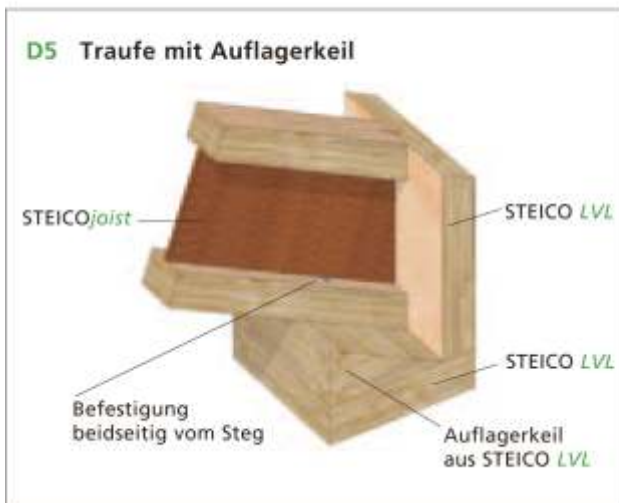 D5 Traufe mit Auflagerkeil
STEICOjoist
STEICO LVL
STEICO LVL
Befestigung
beidseitig vom Steg
Auflagerkeil
aus STEICO LVL